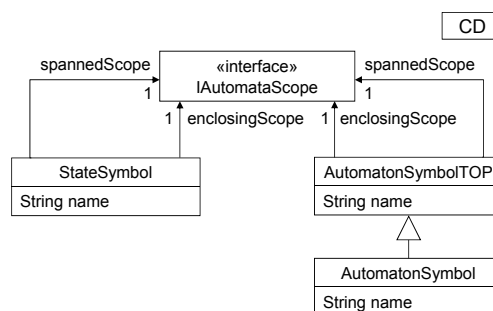 CD
spannedScope
«interface»
IAutomataScope
spannedScope
1
1
1
enclosingScope
1
enclosingScope
StateSymbol
String name
AutomatonSymbolTOP
String name
AutomatonSymbol
String name